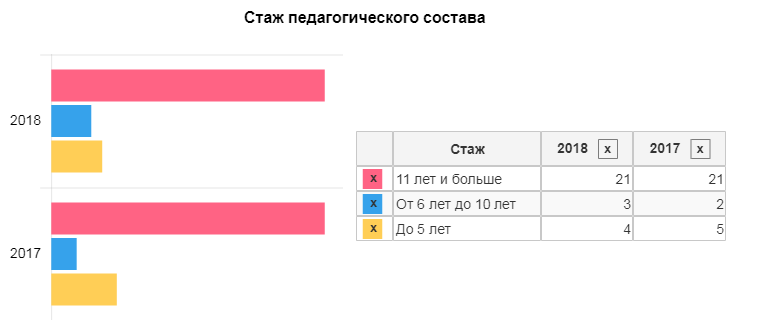 Стаж педагогического состава
2018
2017
Стаж 2018 x 2017 x
x 11 лет и больше 21 21
x От 6 лет до 10 лет 3 2
x До 5 лет 4 5